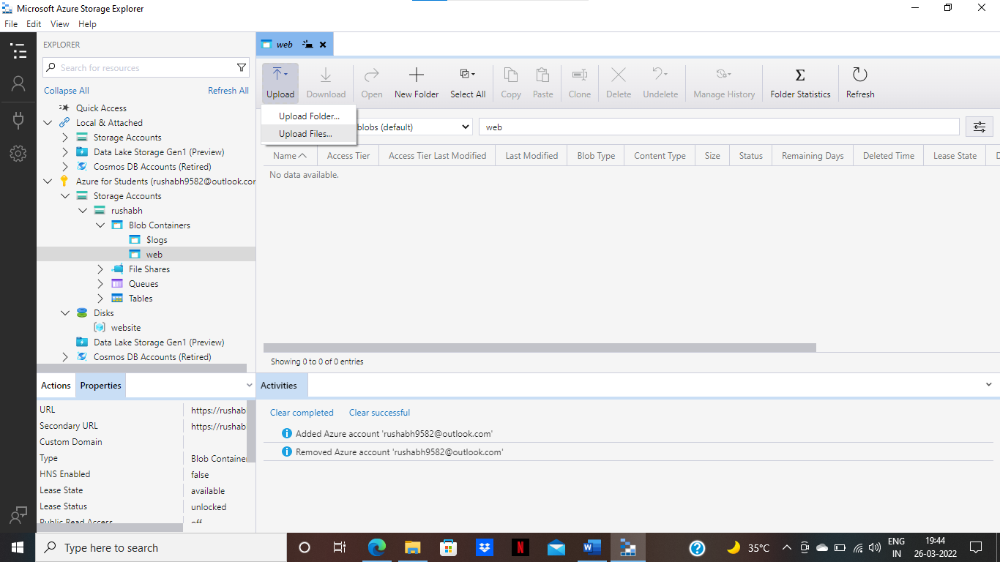 Microsoft Azure Storage Explorer
File Edit View Help
EXPLORER
Search for resources
Collapse All Refresh All
Quick Access
Local & Attached
Storage Accounts
Data Lake Storage Gen1 (Preview)
Cosmos DB Accounts (Retired)
Azure for Students (rushabh9582@outlook.com
Storage Accounts
rushabh
Blob Containers
$logs
web
File Shares
Queues
Tables
Disks
website
Data Lake Storage Gen1 (Preview)
Cosmos DB Accounts (Retired)
Actions Properties
URL https://rushab
Secondary URL https://rushab
Custom Domain
Type Blob Container
HNS Enabled false
Lease State available
Lease Status unlocked
Public Read Access off
web
Upload Download Open New Folder Select All Copy Paste Clone Delete Undelete Manage History Folder Statistics Refresh
Upload Folder...
Upload Files...
blobs (default) web
Name Access Tier Access Tier Last Modified Last Modified Blob Type Content Type Size Status Remaining Days Deleted Time Lease State D
No data available.
Showing 0 to 0 of 0 entries
Activities
Clear completed Clear successful
Added Azure account 'rushabh9582@outlook.com'
Removed Azure account 'rushabh9582@outlook.com'
Type here to search
35°C
ENG
IN
19:44
26-03-2022